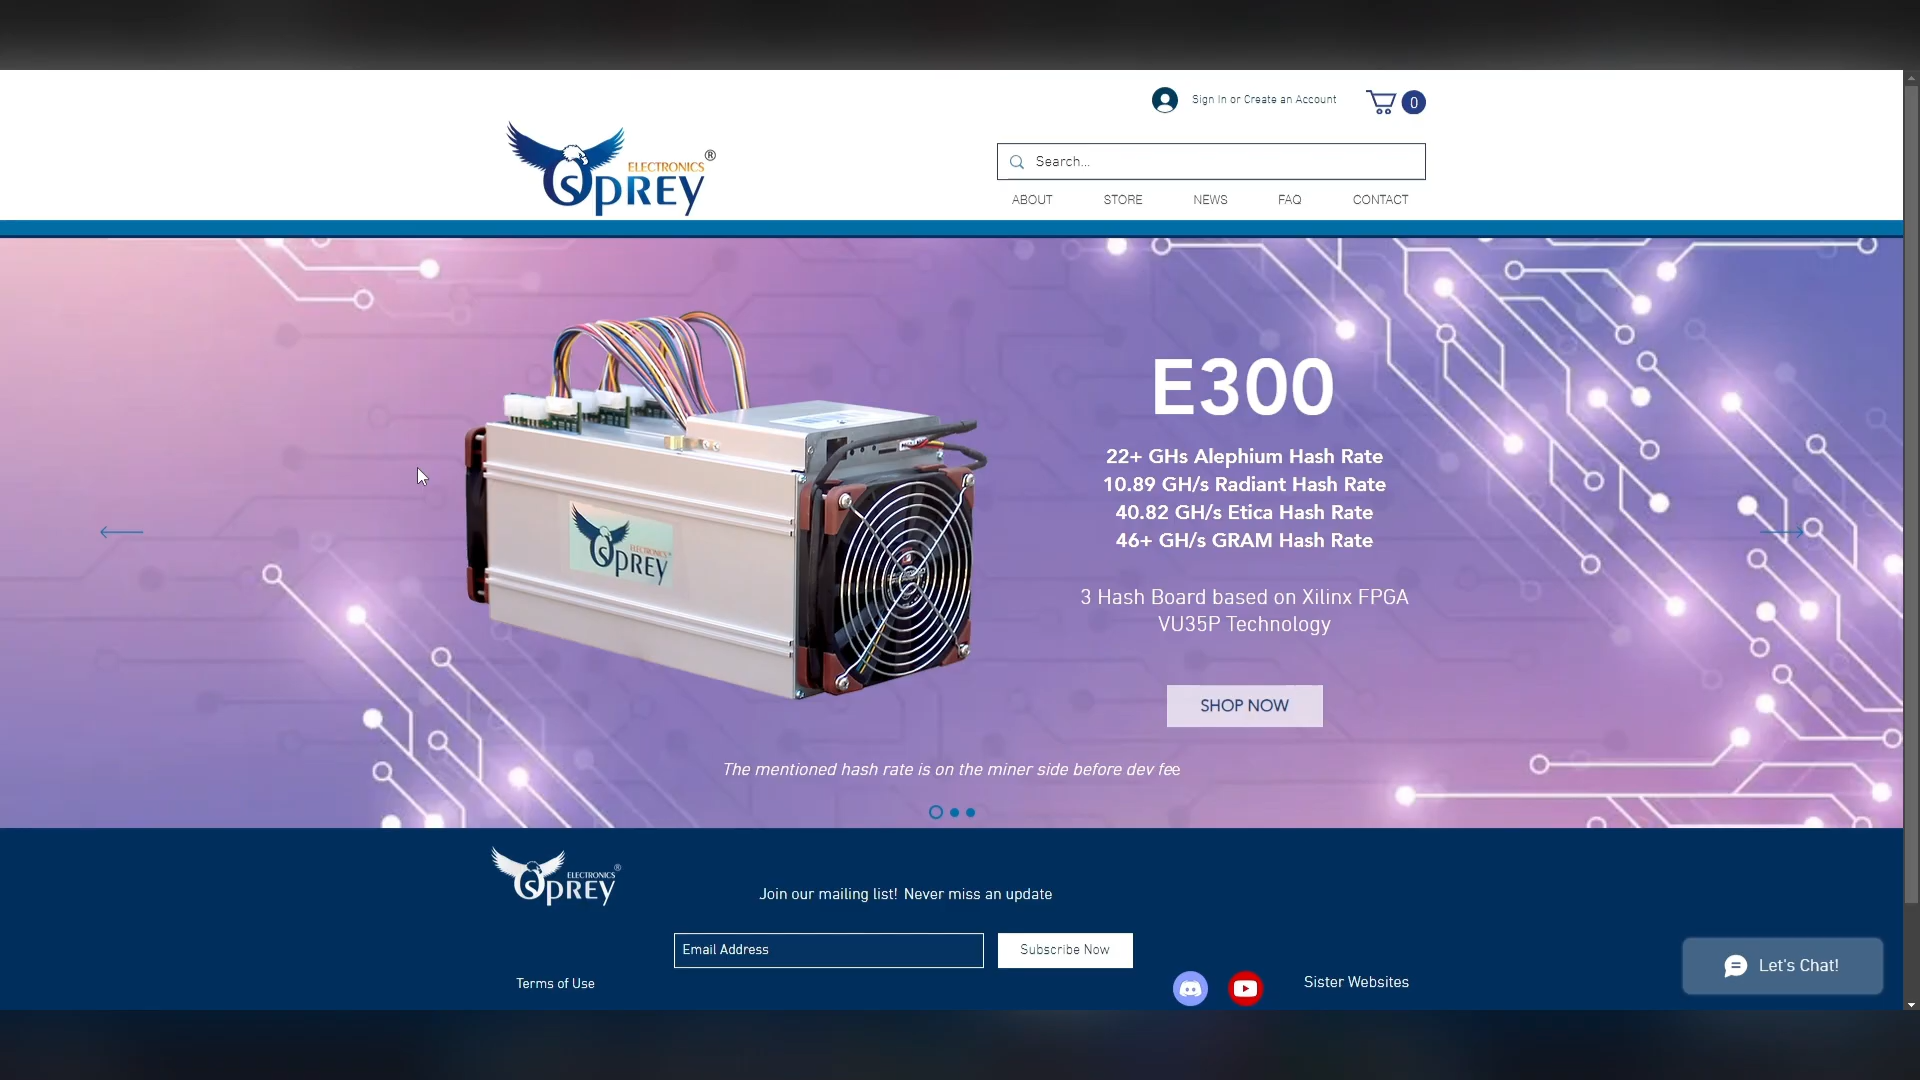 Sign In or Create an Account
0
ELECTRONICS ®
OSPREY
Search...
ABOUT STORE NEWS FAQ CONTACT
E300
22+ GHs Alephium Hash Rate
10.89 GH/s Radiant Hash Rate
40.82 GH/s Etica Hash Rate
46+ GH/s GRAM Hash Rate
ELECTRONICS
OSPREY
3 Hash Board based on Xilinx FPGA
VU35P Technology
SHOP NOW
The mentioned hash rate is on the miner side before dev fee
ELECTRONICS ®
OSPREY
Join our mailing list! Never miss an update
Email Address
Subscribe Now
Let's Chat!
Terms of Use
Sister Websites